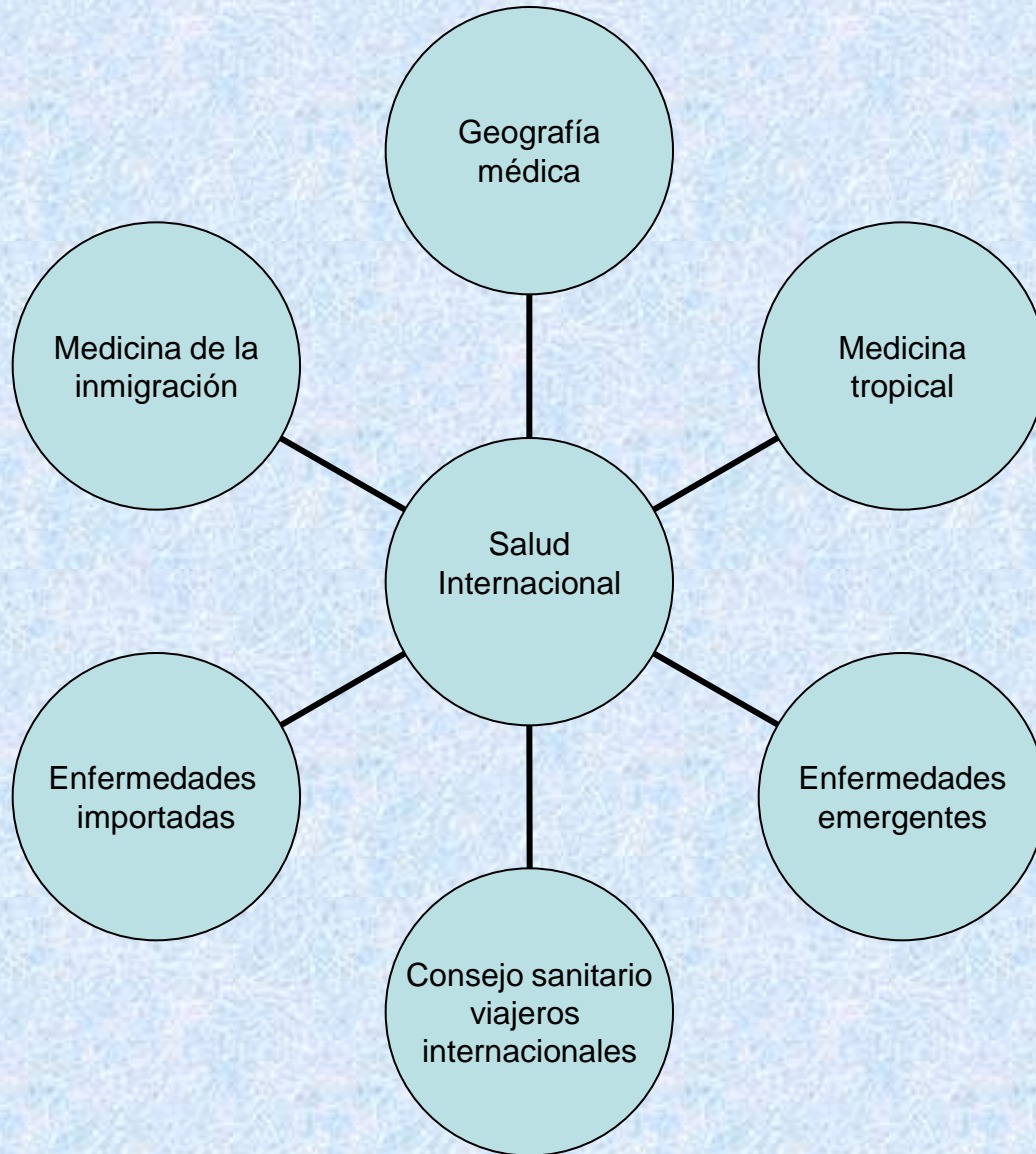 Geografía
médica
Medicina de la
inmigración
Medicina
tropical
Salud
Internacional
Enfermedades
importadas
Enfermedades
emergentes
Consejo sanitario
viajeros
internacionales